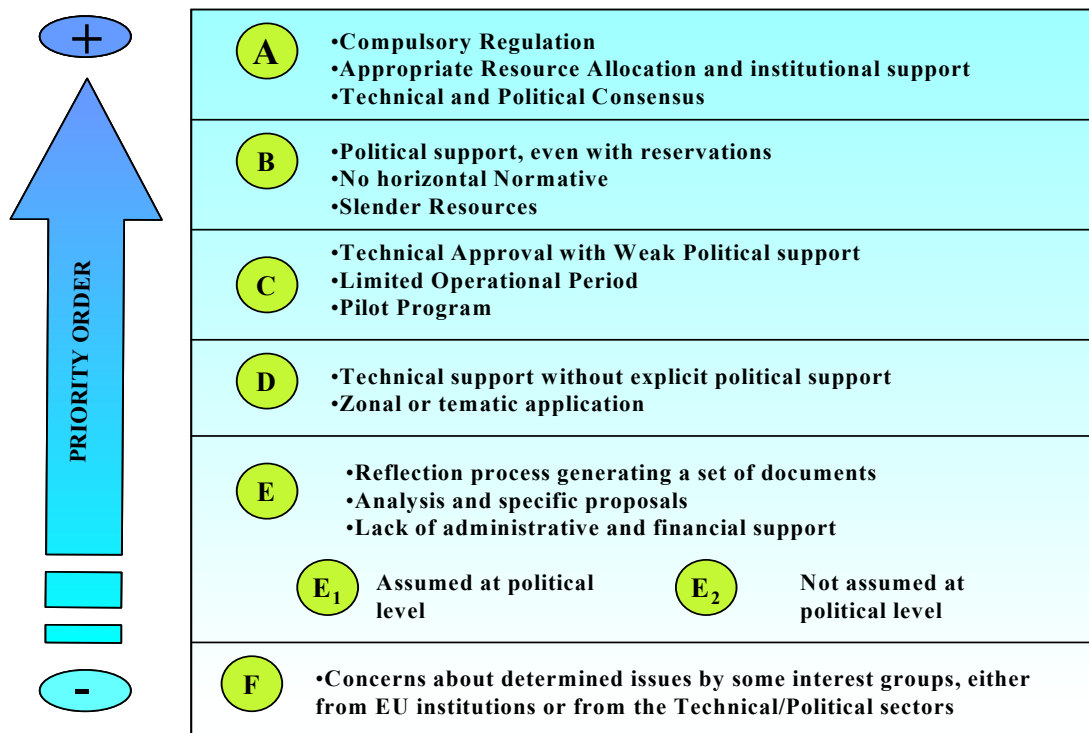 +
PRIORITY ORDER
-
A
•Compulsory Regulation
•Appropriate Resource Allocation and institutional support
•Technical and Political Consensus
B
•Political support, even with reservations
•No horizontal Normative
•Slender Resources
C
•Technical Approval with Weak Political support
•Limited Operational Period
•Pilot Program
D
•Technical support without explicit political support
•Zonal or tematic application
E
•Reflection process generating a set of documents
•Analysis and specific proposals
•Lack of administrative and financial support
E1
Assumed at political
level
E2
Not assumed at
political level
F
•Concerns about determined issues by some interest groups, either
from EU institutions or from the Technical/Political sectors